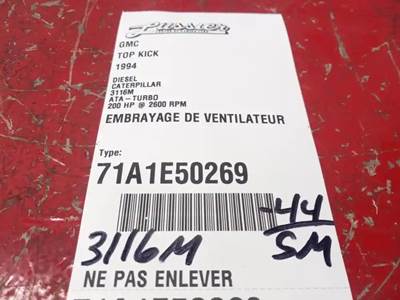 GMC
TOP KICK
1994
DIESEL
CATERPILLAR
3116M
ATA - TURBO
200 HP @ 2600 RPM
EMBRAYAGE DE VENTILATEUR
Type:
71A1E50269
-44
3116M
SM
NE PAS ENLEVER